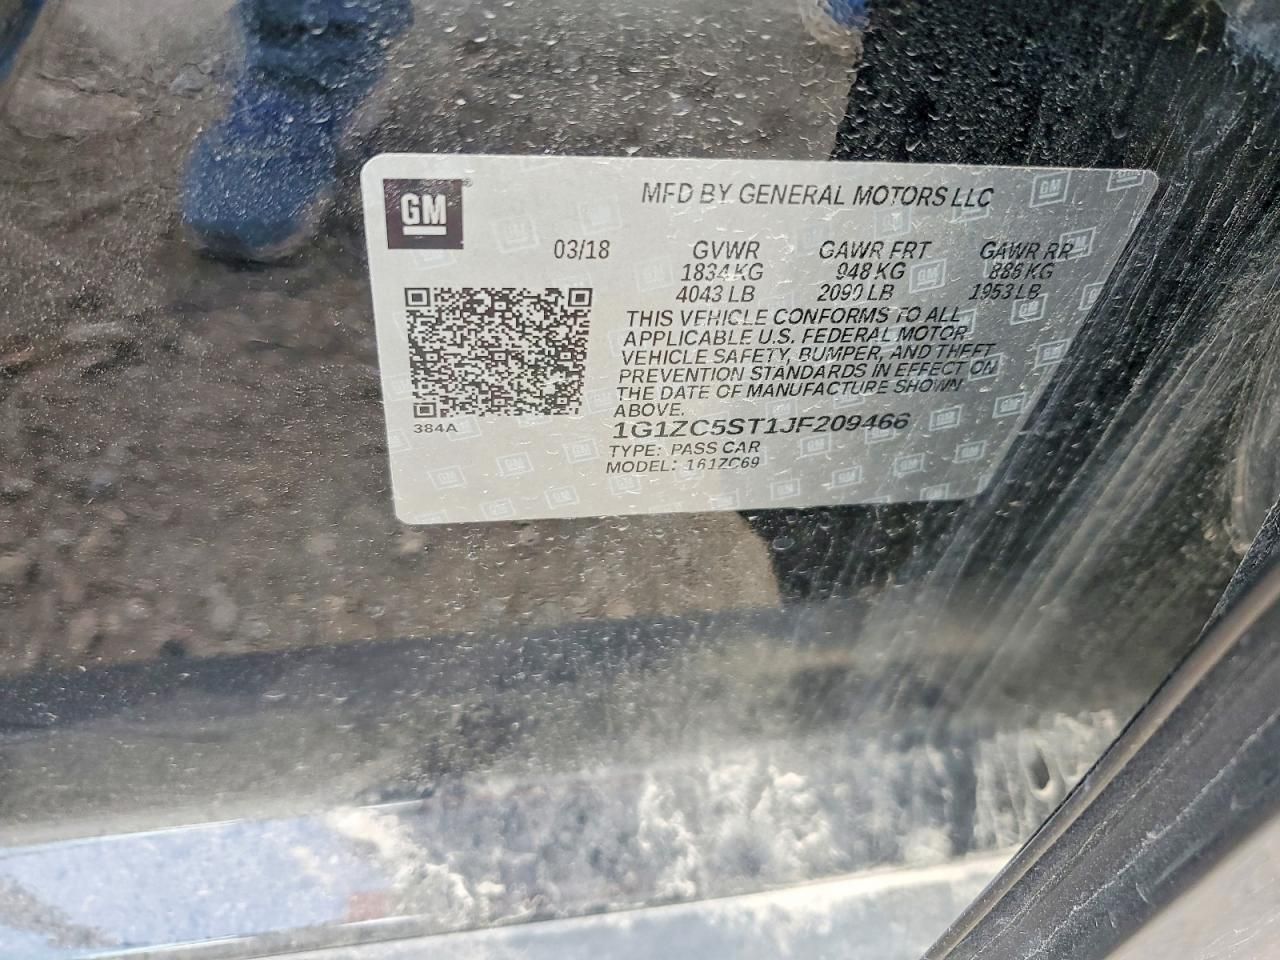 GM
MFD BY GENERAL MOTORS LLC
03/18 GVWR GAWR FRT GAWR RR
1834 KG 948 KG 886 KG
4043 LB 2090 LB 1953 LB
THIS VEHICLE CONFORMS TO ALL
APPLICABLE U.S. FEDERAL MOTOR
VEHICLE SAFETY, BUMPER, AND THEFT
PREVENTION STANDARDS IN EFFECT ON
THE DATE OF MANUFACTURE SHOWN
ABOVE.
384A
1G1ZC5ST1JF209466
TYPE: PASS CAR
MODEL: 161ZC69